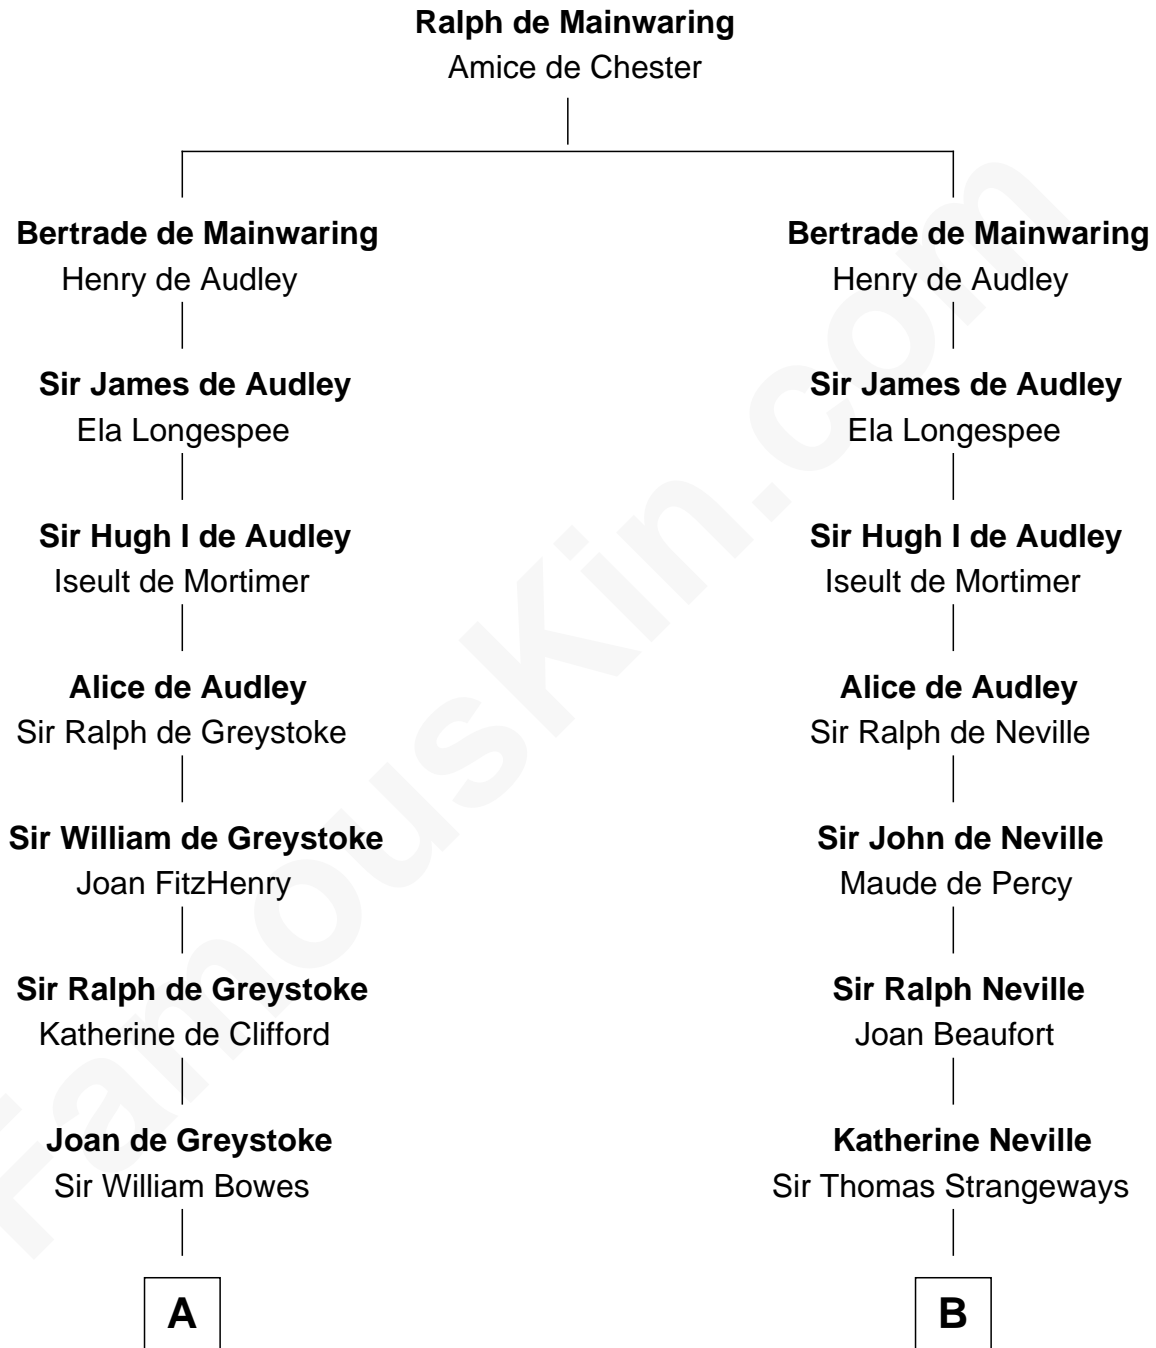 Ralph de Mainwaring
Amice de Chester
Bertrade de Mainwaring
Henry de Audley
Sir James de Audley
Ela Longespee
Sir Hugh I de Audley
Iseult de Mortimer
Alice de Audley
Sir Ralph de Greystoke
Sir William de Greystoke
Joan FitzHenry
Sir Ralph de Greystoke
Katherine de Clifford
Joan de Greystoke
Sir William Bowes
A
Bertrade de Mainwaring
Henry de Audley
Sir James de Audley
Ela Longespee
Sir Hugh I de Audley
Iseult de Mortimer
Alice de Audley
Sir Ralph de Neville
Sir John de Neville
Maude de Percy
Sir Ralph Neville
Joan Beaufort
Katherine Neville
Sir Thomas Strangeways
B
FamousKin.com